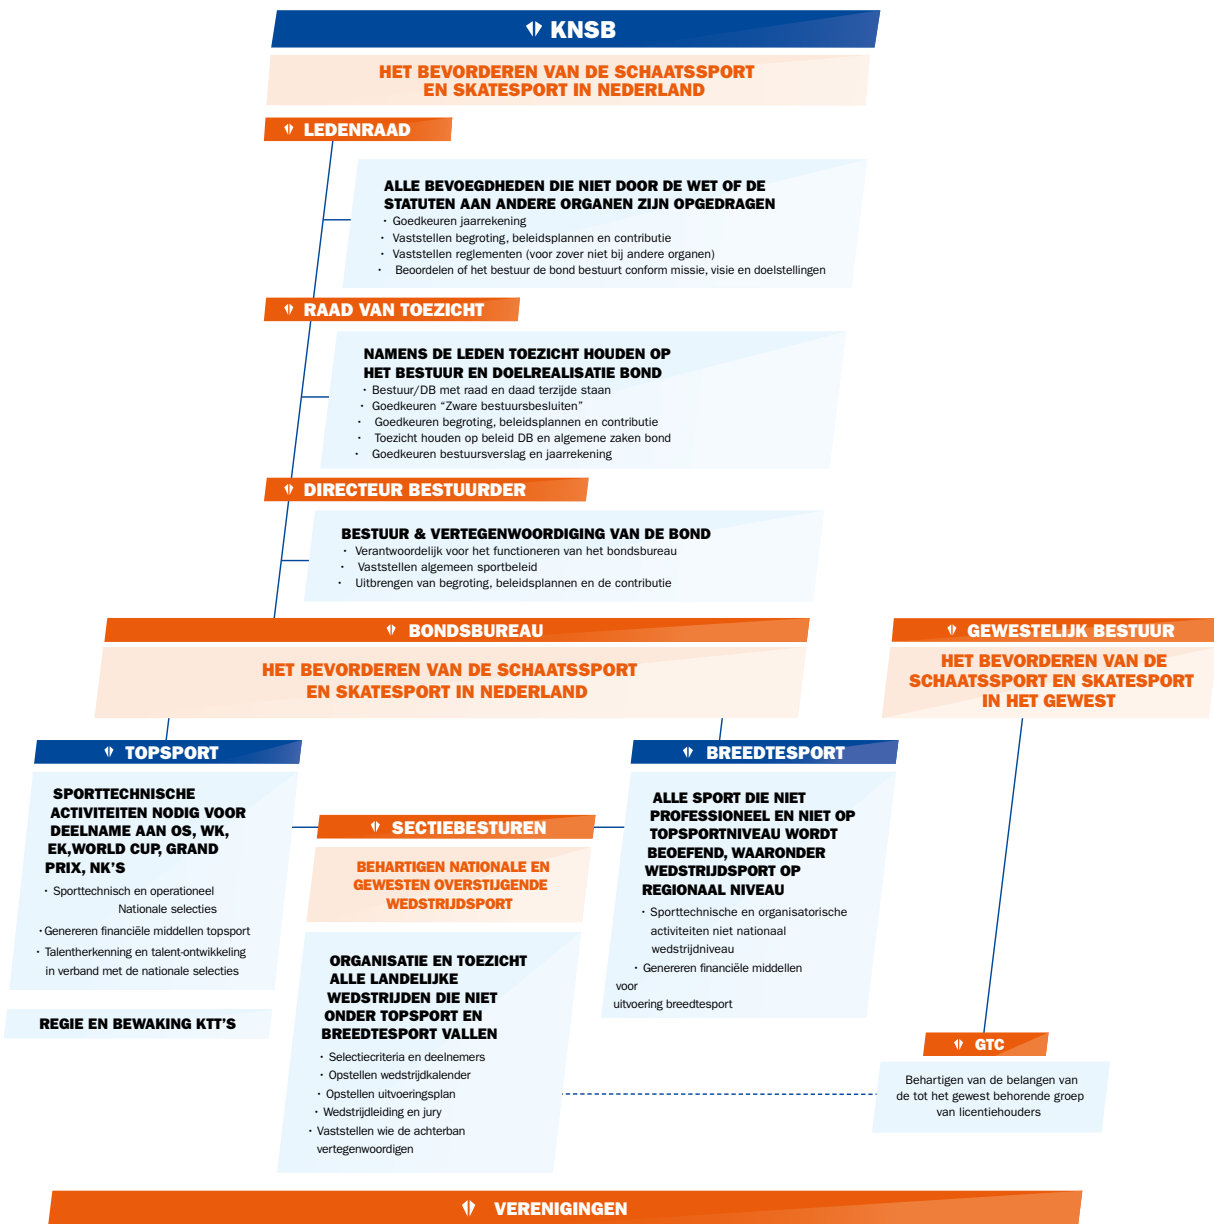 KNSB
HET BEVORDEREN VAN DE SCHAATSSPORT
EN SKATESPORT IN NEDERLAND
LEDENRAAD
ALLE BEVOEGDHEDEN DIE NIET DOOR DE WET OF DE
STATUTEN AAN ANDERE ORGANEN ZIJN OPGEDRAGEN
· Goedkeuren jaarrekening
· Vaststellen begroting, beleidsplannen en contributie
· Vaststellen reglementen (voor zover niet bij andere organen)
· Beoordelen of het bestuur de bond bestuurt conform missie, visie en doelstellingen
RAAD VAN TOEZICHT
NAMENS DE LEDEN TOEZICHT HOUDEN OP
HET BESTUUR EN DOELREALISATIE BOND
· Bestuur/DB met raad en daad terzijde staan
· Goedkeuren “Zware bestuursbesluiten”
· Goedkeuren begroting, beleidsplannen en contributie
· Toezicht houden op beleid DB en algemene zaken bond
· Goedkeuren bestuursverslag en jaarrekening
DIRECTEUR BESTUURDER
BESTUUR & VERTEGENWOORDIGING VAN DE BOND
· Verantwoordelijk voor het functioneren van het bondsbureau
· Vaststellen algemeen sportbeleid
· Uitbrengen van begroting, beleidsplannen en de contributie
BONDSBUREAU
HET BEVORDEREN VAN DE SCHAATSSPORT
EN SKATESPORT IN NEDERLAND
GEWESTELIJK BESTUUR
HET BEVORDEREN VAN DE
SCHAATSSPORT EN SKATESPORT
IN HET GEWEST
TOPSPORT
SPORTTECHNISCHE
ACTIVITEITEN NODIG VOOR
DEELNAME AAN OS, WK,
EK,WORLD CUP, GRAND
PRIX, NK’S
· Sporttechnisch en operationeel
Nationale selecties
· Genereren financiële middelen topsport
· Talentherkenning en talent-ontwikkeling
in verband met de nationale selecties
REGIE EN BEWAKING KTT’S
SECTIEBESTUREN
BEHARTIGEN NATIONALE EN
GEWESTEN OVERSTIJGENDE
WEDSTRIJDSPORT
ORGANISATIE EN TOEZICHT
ALLE LANDELIJKE
WEDSTRIJDEN DIE NIET
ONDER TOPSPORT EN
BREEDTESPORT VALLEN
· Selectiecriteria en deelnemers
· Opstellen wedstrijdkalender
· Opstellen uitvoeringsplan
· Wedstrijdleiding en jury
· Vaststellen wie de achterban
vertegenwoordigen
BREEDTESPORT
ALLE SPORT DIE NIET
PROFESSIONEEL EN NIET OP
TOPSPORTNIVEAU WORDT
BEOEFEND, WAARONDER
WEDSTRIJDSPORT OP
REGIONAAL NIVEAU
· Sporttechnische en organisatorische
activiteiten niet nationaal
wedstrijdniveau
· Genereren financiële middelen
voor
uitvoering breedtesport
GTC
Behartigen van de belangen van
de tot het gewest behorende groep
van licentiehouders
VERENIGINGEN